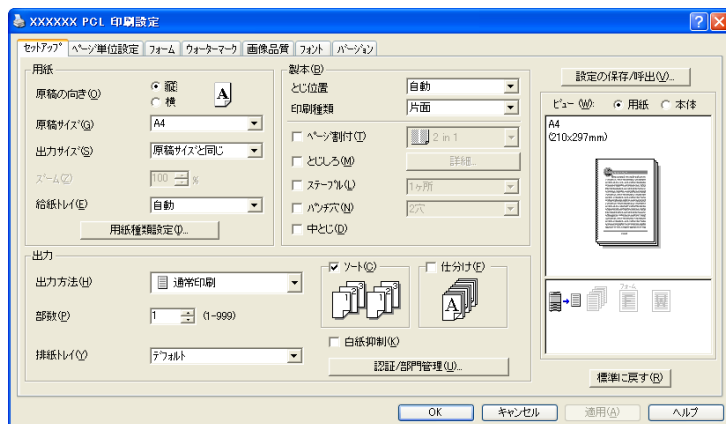 XXXXXX PCL 印刷設定
セットアップ ページ単位設定 フォーム ウォーターマーク 画像品質 フォント バージョン
用紙
原稿の向き(O)
縦
横
原稿サイズ(G) A4
出力サイズ(S) 原稿サイズと同じ
ズーム(Z) 100 %
給紙トレイ(E) 自動
用紙種類設定(I)...
製本(B)
とじ位置 自動
印刷種類 片面
ページ割付(T) 2 in 1
とじしろ(M) 詳細...
ステープル(L) 1ヶ所
パンチ穴(N) 2穴
中とじ(D)
設定の保存/呼出(V)...
ビュー(W): 用紙 本体
A4
(210x297mm)
フォーム
標準に戻す(R)
出力
出力方法(H) 通常印刷
部数(P) 1 (1-999)
排紙トレイ(Y) デフォルト
ソート(C)
1 2 3 1 2 3
仕分け(F)
A
白紙抑制(K)
認証/部門管理(U)...
OK キャンセル 適用(A) ヘルプ